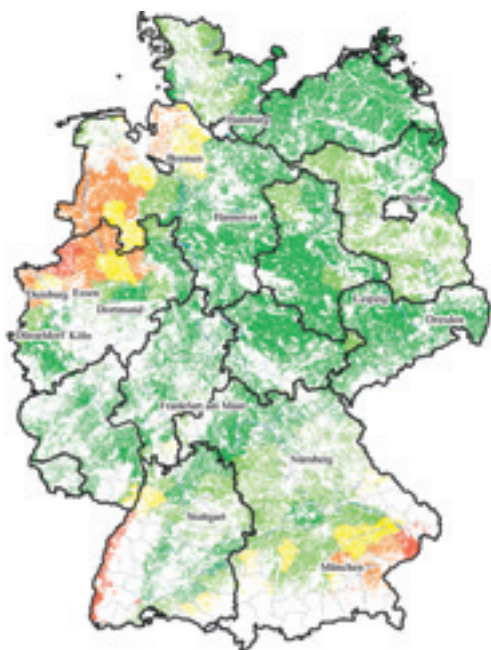 Hamburg
Bremen
Berlin
Hannover
Duisburg Essen
Dortmund
Leipzig
Düsseldorf Köln
Dresden
Frankfurt am Main
Nürnberg
Stuttgart
München